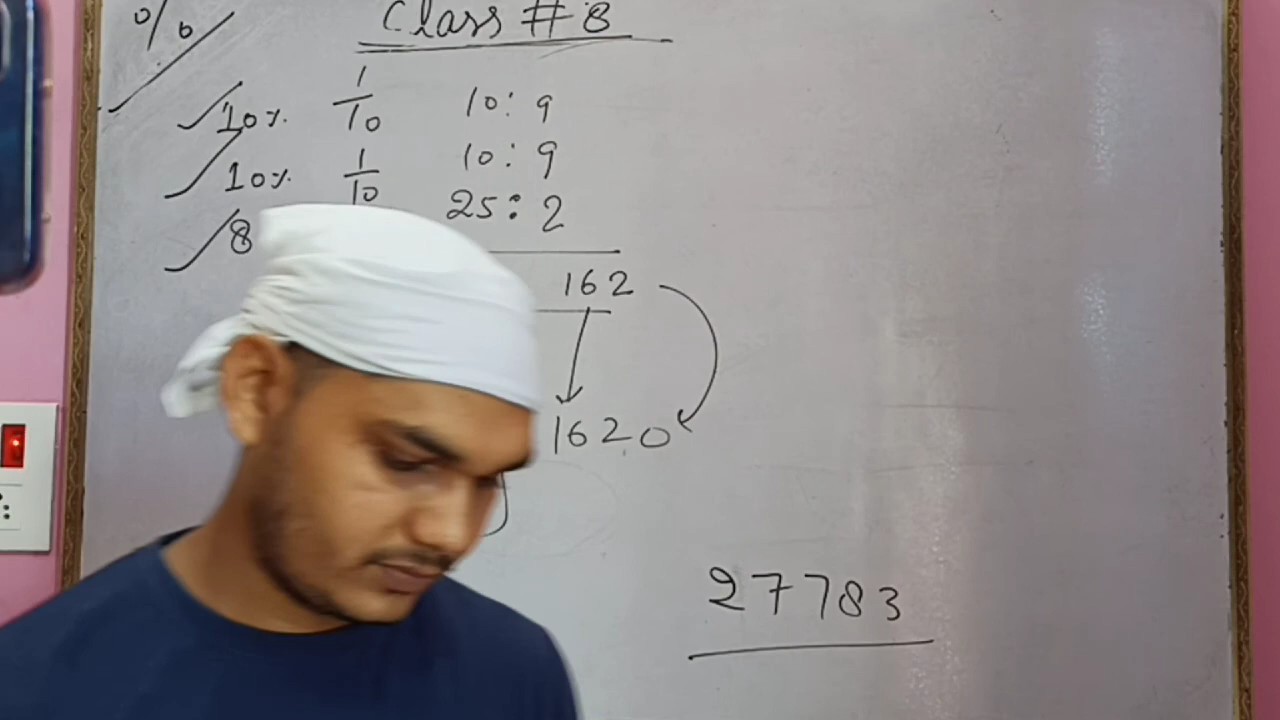 %
Class # 8
10% 1/10 10 : 9
10% 1/10 10 : 9
8 25 : 2
162
1620
27783